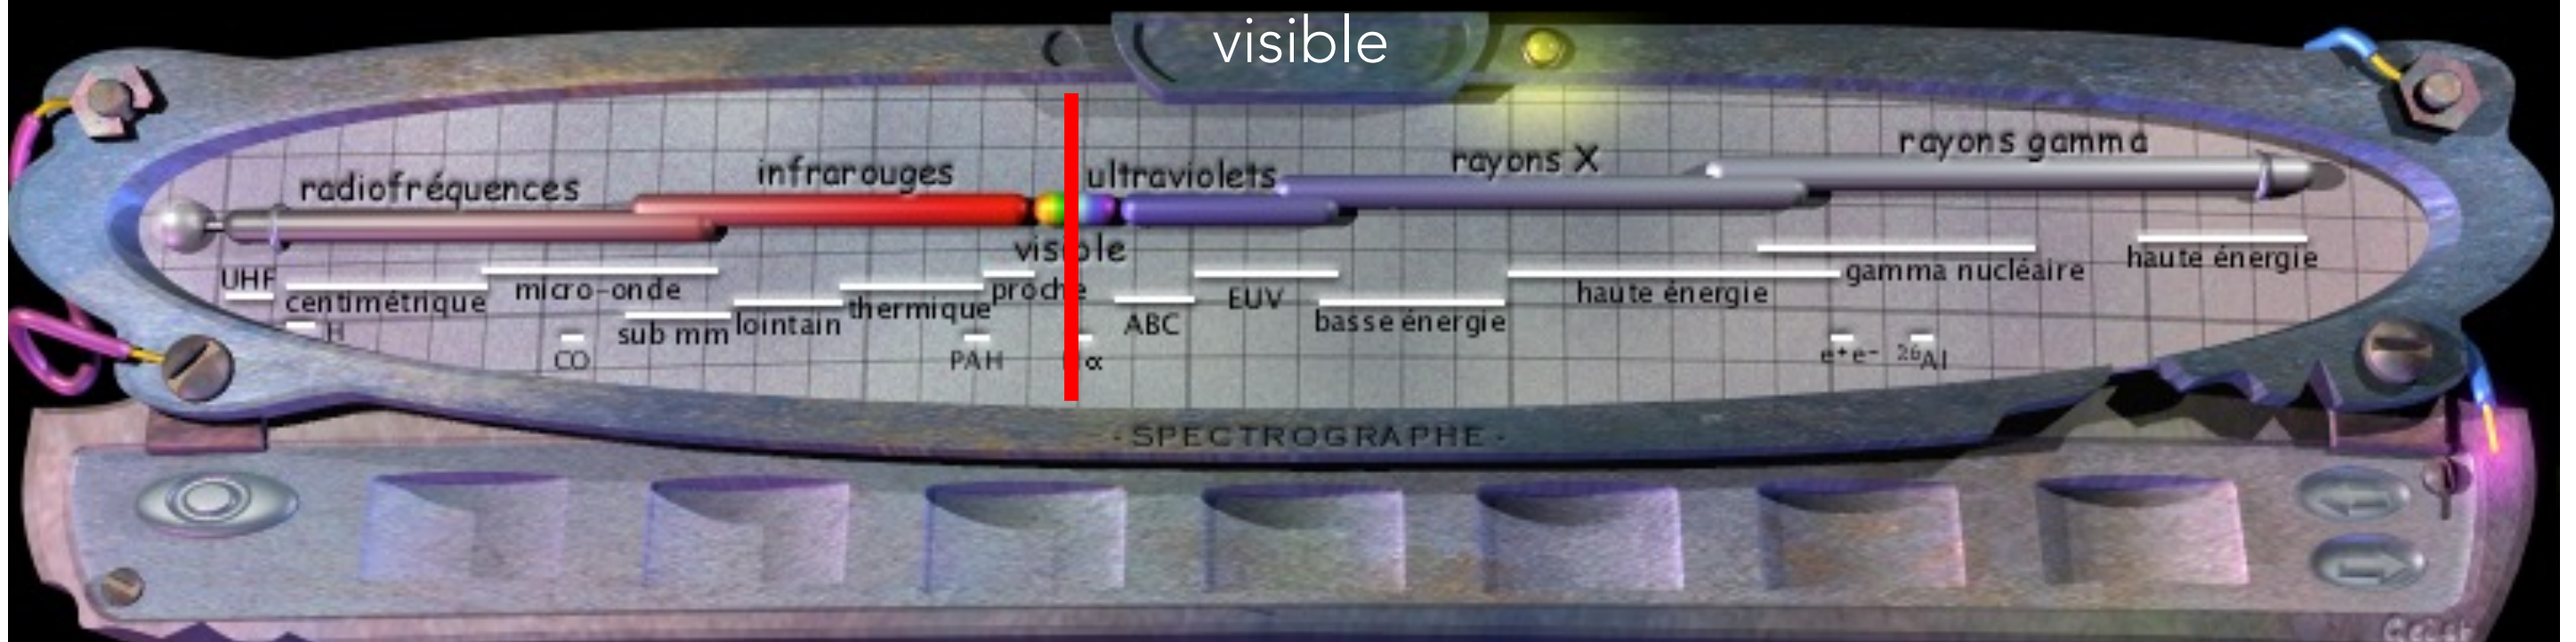 visible
rayons gamma
rayons X
infrarouges
ultraviolets
radiofréquences
visible
haute énergie
UHF
gamma nucléaire
micro-onde
proche
haute énergie
centimétrique
EUV
thermique
basse énergie
ABC
lointain
sub mm
H
CO
PAH
α
e+e-
26Al
- SPECTROGRAPHE -